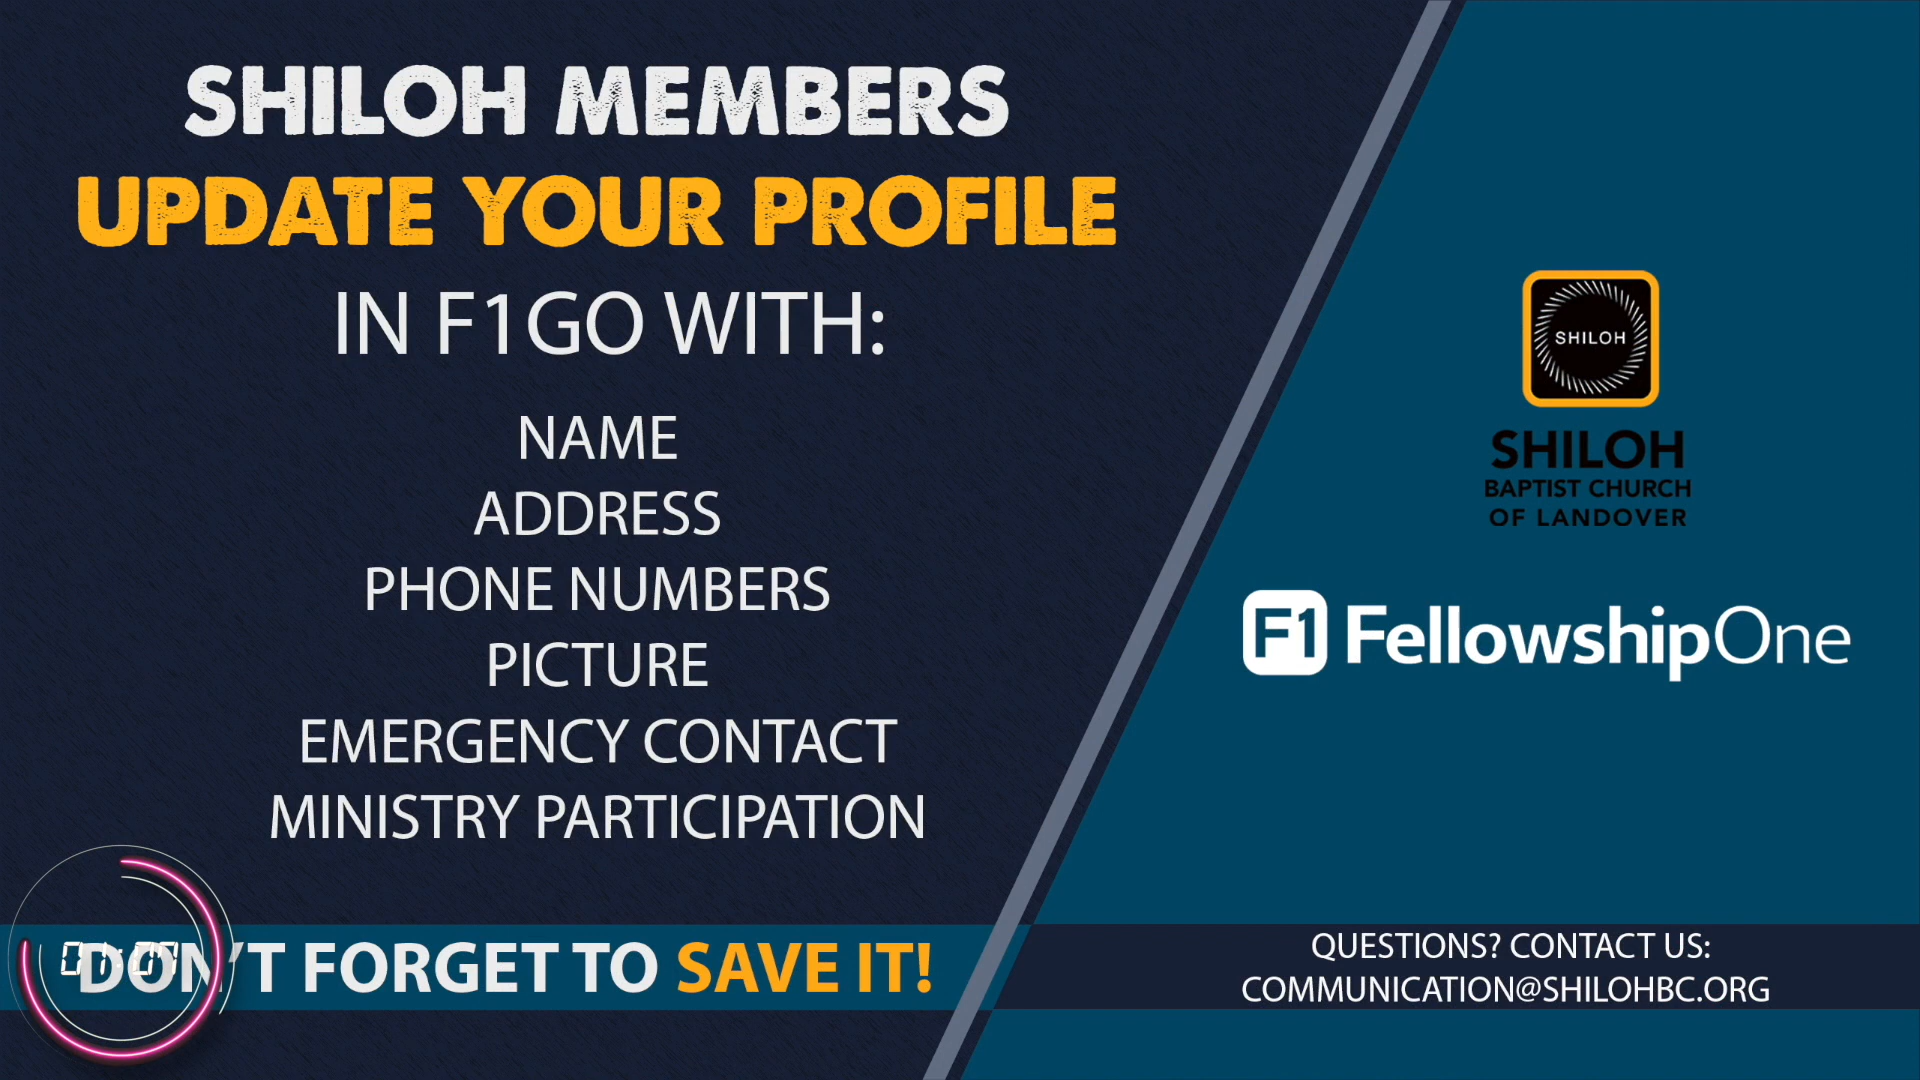 SHILOH MEMBERS
UPDATE YOUR PROFILE
IN F1GO WITH:
NAME
ADDRESS
PHONE NUMBERS
PICTURE
EMERGENCY CONTACT
MINISTRY PARTICIPATION
DON'T FORGET TO SAVE IT!
SHILOH
SHILOH
BAPTIST CHURCH
OF LANDOVER
F1 FellowshipOne
QUESTIONS? CONTACT US:
COMMUNICATION@SHILOHBC.ORG